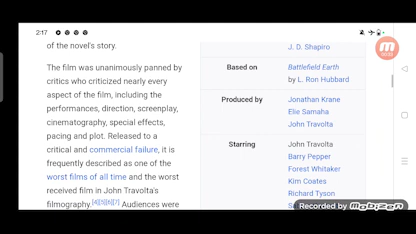 2:17
of the novel's story.
The film was unanimously panned by
critics who criticized nearly every
aspect of the film, including the
performances, direction, screenplay,
cinematography, special effects,
pacing and plot. Released to a
critical and commercial failure, it is
frequently described as one of the
worst films of all time and the worst
received film in John Travolta's
filmography.[4][5][6][7] Audiences were
J. D. Shapiro
Based on
Battlefield Earth
by L. Ron Hubbard
Produced by
Jonathan Krane
Elie Samaha
John Travolta
Starring
John Travolta
Barry Pepper
Forest Whitaker
Kim Coates
Richard Tyson
Recorded by
MOBIZEN